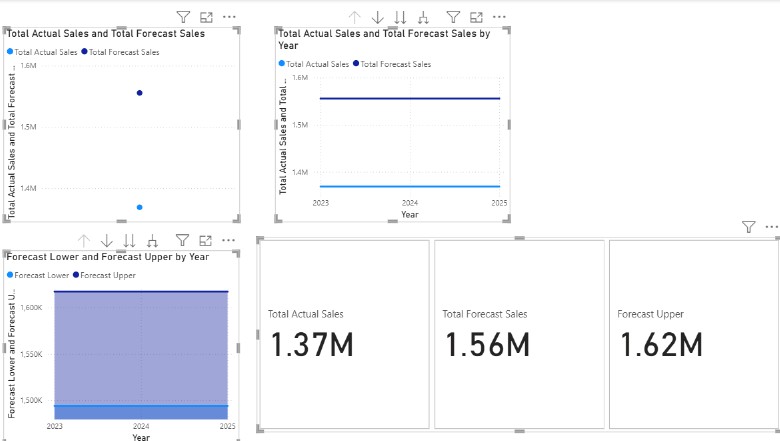 Total Actual Sales and Total Forecast Sales
Total Actual Sales Total Forecast Sales
Total Actual Sales and Total Forecast ...
1.6M
1.5M
1.4M
Total Actual Sales and Total Forecast Sales by
Year
Total Actual Sales Total Forecast Sales
Total Actual Sales and Total ...
1.6M
1.5M
1.4M
2023 2024 2025
Year
Forecast Lower and Forecast Upper by Year
Forecast Lower Forecast Upper
Forecast Lower and Forecast U...
1,600K
1,550K
1,500K
2023 2024 2025
Year
Total Actual Sales
1.37M
Total Forecast Sales
1.56M
Forecast Upper
1.62M